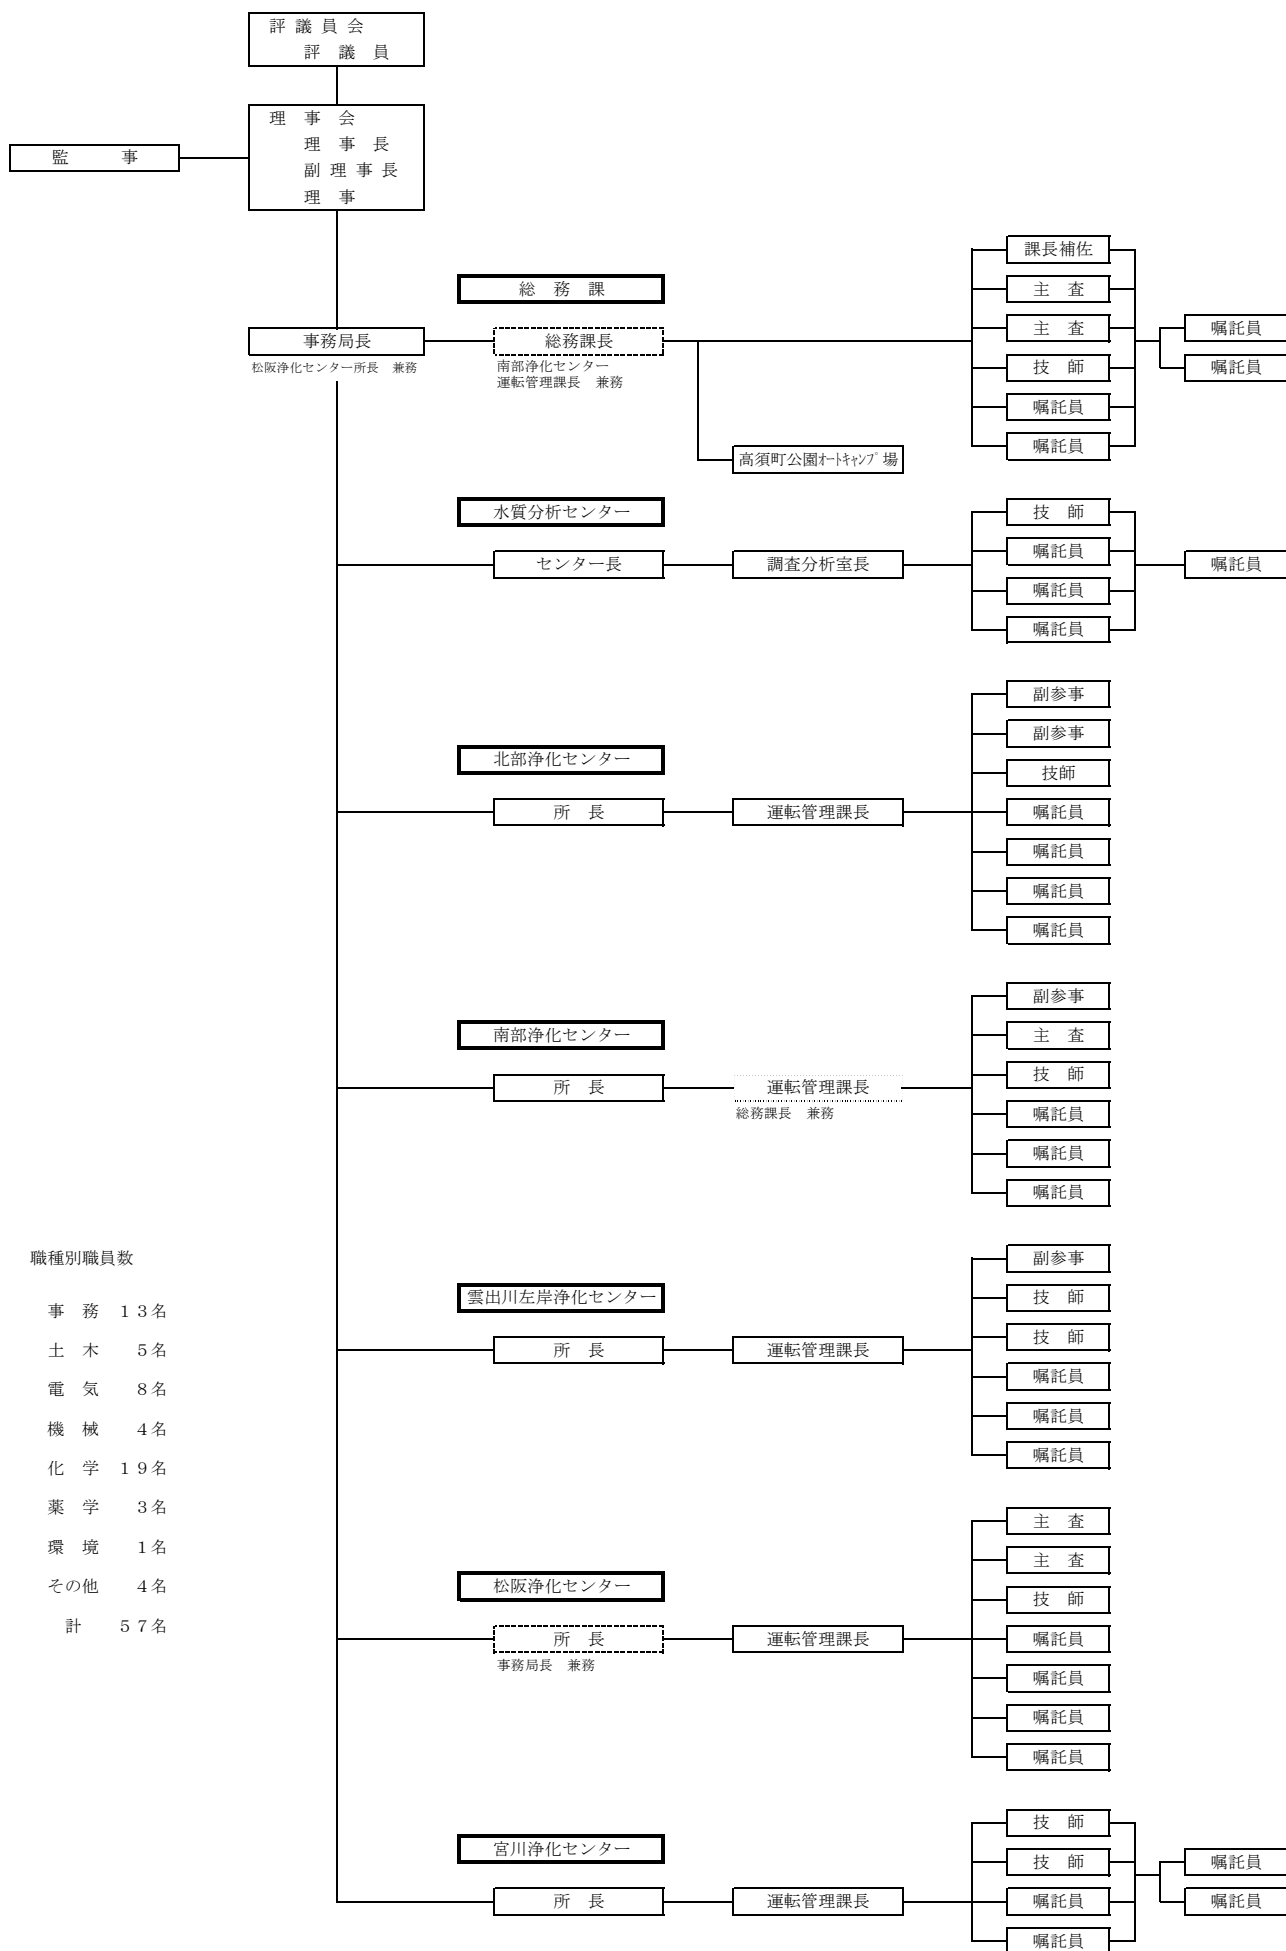 評 議 員 会
評　議　員
理　事　会
理　事　長
副 理 事 長
理　事
監　　　事
事務局長
松阪浄化センター所長　兼務
総　務　課
総務課長
南部浄化センター
運転管理課長　兼務
高須町公園ｵｰﾄｷｬﾝﾌﾟ場
課長補佐
主　査
主　査
技　師
嘱託員
嘱託員
嘱託員
嘱託員
水質分析センター
センター長
調査分析室長
技　師
嘱託員
嘱託員
嘱託員
嘱託員
北部浄化センター
所　長
運転管理課長
副参事
副参事
技師
嘱託員
嘱託員
嘱託員
嘱託員
南部浄化センター
所　長
運転管理課長
総務課長　兼務
副参事
主　査
技　師
嘱託員
嘱託員
嘱託員
雲出川左岸浄化センター
所　長
運転管理課長
副参事
技　師
技　師
嘱託員
嘱託員
嘱託員
松阪浄化センター
所　長
事務局長　兼務
運転管理課長
主　査
主　査
技　師
嘱託員
嘱託員
嘱託員
嘱託員
宮川浄化センター
所　長
運転管理課長
技　師
技　師
嘱託員
嘱託員
嘱託員
嘱託員
職種別職員数
事　務　１３名
土　木　　５名
電　気　　８名
機　械　　４名
化　学　１９名
薬　学　　３名
環　境　　１名
その他　　４名
計　　５７名